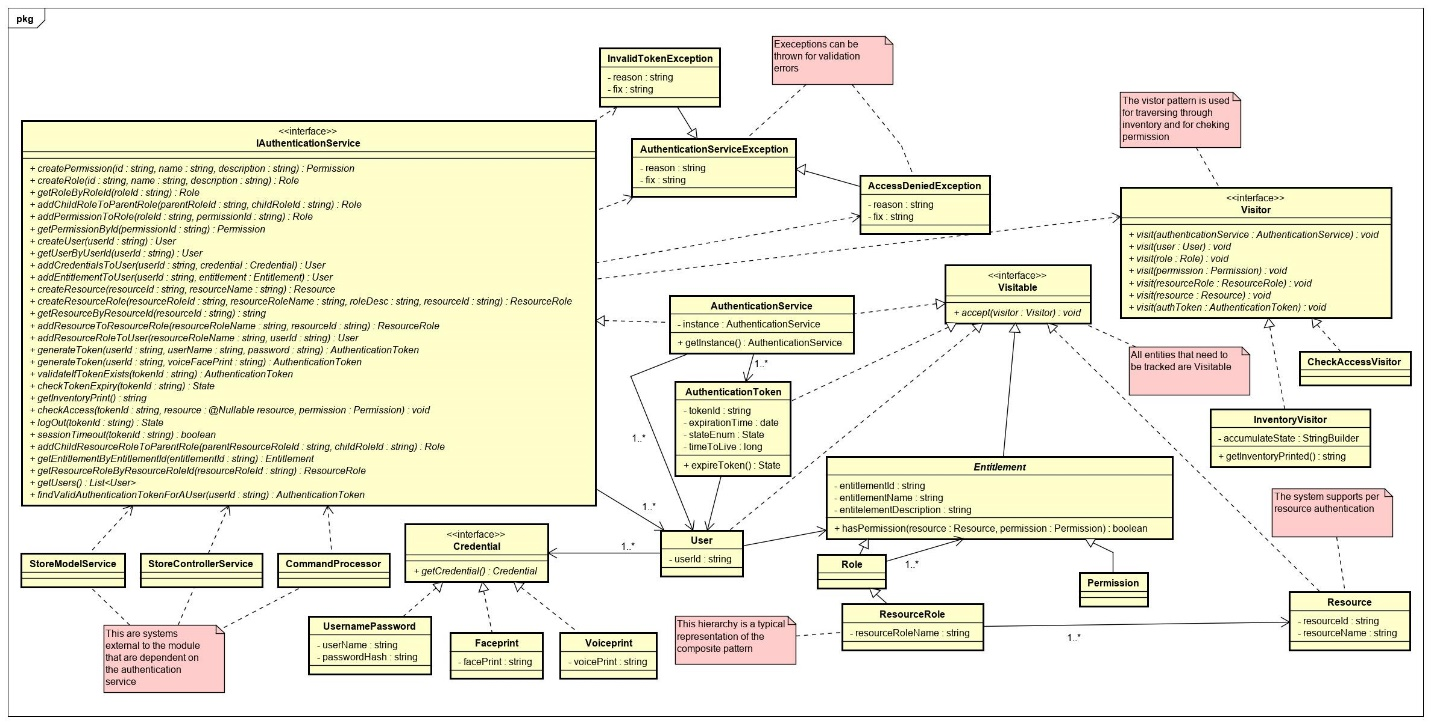 pkg
InvalidTokenException
- reason : string
- fix : string
Execeptions can be
thrown for validation
errors
The vistor pattern is used
for traversing through
inventory and for cheking
permission
<<interface>>
IAuthenticationService
+ createPermission(id : string, name : string, description : string) : Permission
+ createRole(id : string, name : string, description : string) : Role
+ getRoleByRoleId(roleId : string) : Role
+ addChildRoleToParentRole(parentRoleId : string, childRoleId : string) : Role
+ addPermissionToRole(roleId : string, permissionId : string) : Role
+ getPermissionById(permissionId : string) : Permission
+ createUser(userId : string) : User
+ getUserByUserId(userId : string) : User
+ addCredentialsToUser(userId : string, credential : Credential) : User
+ addEntitlementToUser(userId : string, entitlement : Entitlement) : User
+ createResource(resourceId : string, resourceName : string) : Resource
+ createResourceRole(resourceRoleId : string, resourceRoleName : string, roleDesc : string, resourceId : string) : ResourceRole
+ getResourceByResourceId(resourceId : string) : string
+ addResourceToResourceRole(resourceRoleName : string, resourceId : string) : ResourceRole
+ addResourceRoleToUser(resourceRoleName : string, userId : string) : User
+ generateToken(userId : string, userName : string, password : string) : AuthenticationToken
+ generateToken(userId : string, voiceFacePrint : string) : AuthenticationToken
+ validateIfTokenExists(tokenId : string) : AuthenticationToken
+ checkTokenExpiry(tokenId : string) : State
+ getInventoryPrint() : string
+ checkAccess(tokenId : string, resource : @Nullable resource, permission : Permission) : void
+ logOut(tokenId : string) : State
+ sessionTimeout(tokenId : string) : boolean
+ addChildResourceRoleToParentRole(parentResourceRoleId : string, childRoleId : string) : Role
+ getEntitlementByEntitlementId(entitlementId : string) : Entitlement
+ getResourceRoleByResourceRoleId(resourceRoleId : string) : ResourceRole
+ getUsers() : List<User>
+ findValidAuthenticationTokenForAUser(userId : string) : AuthenticationToken
AuthenticationServiceException
- reason : string
- fix : string
AccessDeniedException
- reason : string
- fix : string
<<interface>>
Visitor
+ visit(authenticationService : AuthenticationService) : void
+ visit(user : User) : void
+ visit(role : Role) : void
+ visit(permission : Permission) : void
+ visit(resourceRole : ResourceRole) : void
+ visit(resource : Resource) : void
+ visit(authToken : AuthenticationToken) : void
<<interface>>
Visitable
+ accept(visitor : Visitor) : void
AuthenticationService
- instance : AuthenticationService
+ getInstance() : AuthenticationService
1..*
All entities that need to
be tracked are Visitable
CheckAccessVisitor
AuthenticationToken
- tokenId : string
- expirationTime : date
- stateEnum : State
- timeToLive : long
+ expireToken() : State
1..*
InventoryVisitor
- accumulateState : StringBuilder
+ getInventoryPrinted() : string
Entitlement
- entitlementId : string
- entitlementName : string
- entitelementDescription : string
+ hasPermission(resource : Resource, permission : Permission) : boolean
The system supports per
resource authentication
1..*
<<interface>>
Credential
+ getCredential() : Credential
1..*
User
- userId : string
StoreModelService
StoreControllerService
CommandProcessor
Role
1..*
Permission
This are systems
external to the module
that are dependent on
the authentication
service
UsernamePassword
- userName : string
- passwordHash : string
Faceprint
- facePrint : string
Voiceprint
- voicePrint : string
This hierarchy is a typical
representation of the
composite pattern
ResourceRole
- resourceRoleName : string
1..*
Resource
- resourceId : string
- resourceName : string